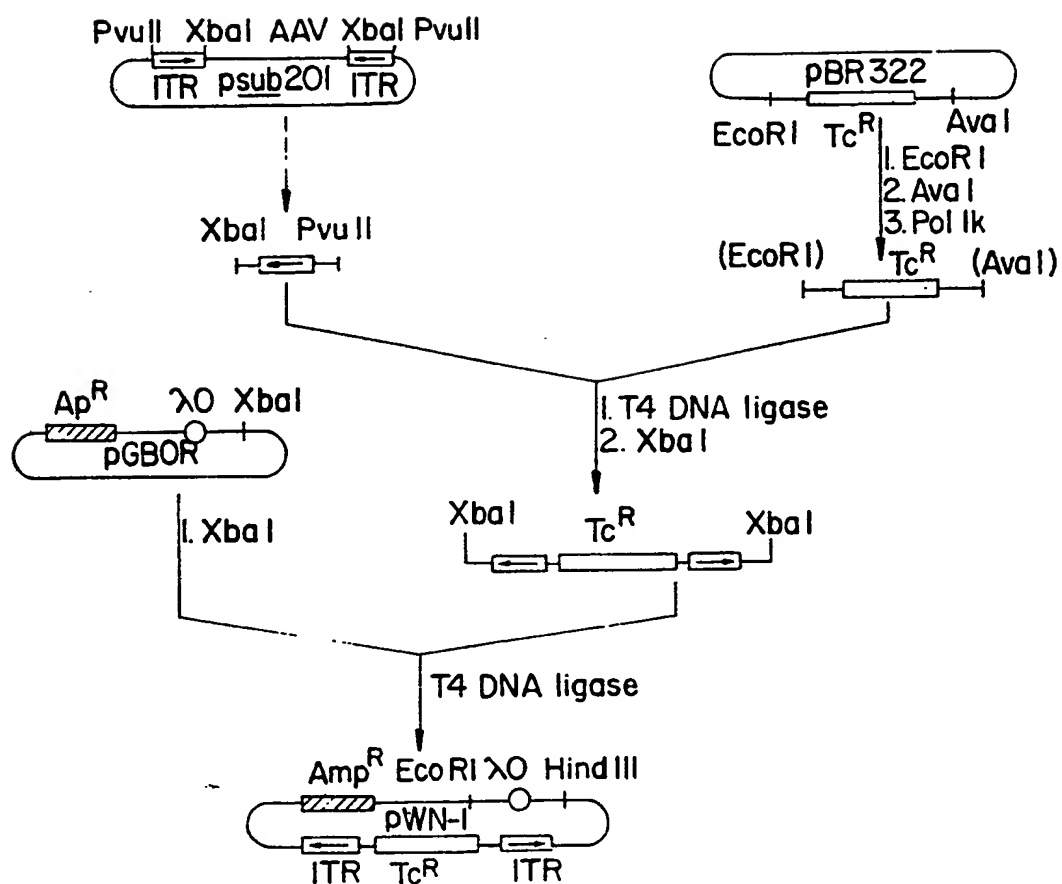 PvuII XbaI AAV XbaI PvuII
ITR psub201 ITR
pBR322
EcoRI TcR AvaI
1. EcoRI
2. AvaI
3. Pol Ik
XbaI PvuII
(EcoRI) TcR (AvaI)
ApR λO XbaI
pGBOR
1. T4 DNA ligase
2. XbaI
1. XbaI
XbaI TcR XbaI
T4 DNA ligase
AmpR EcoRI λO HindIII
pWN-1
ITR TcR ITR